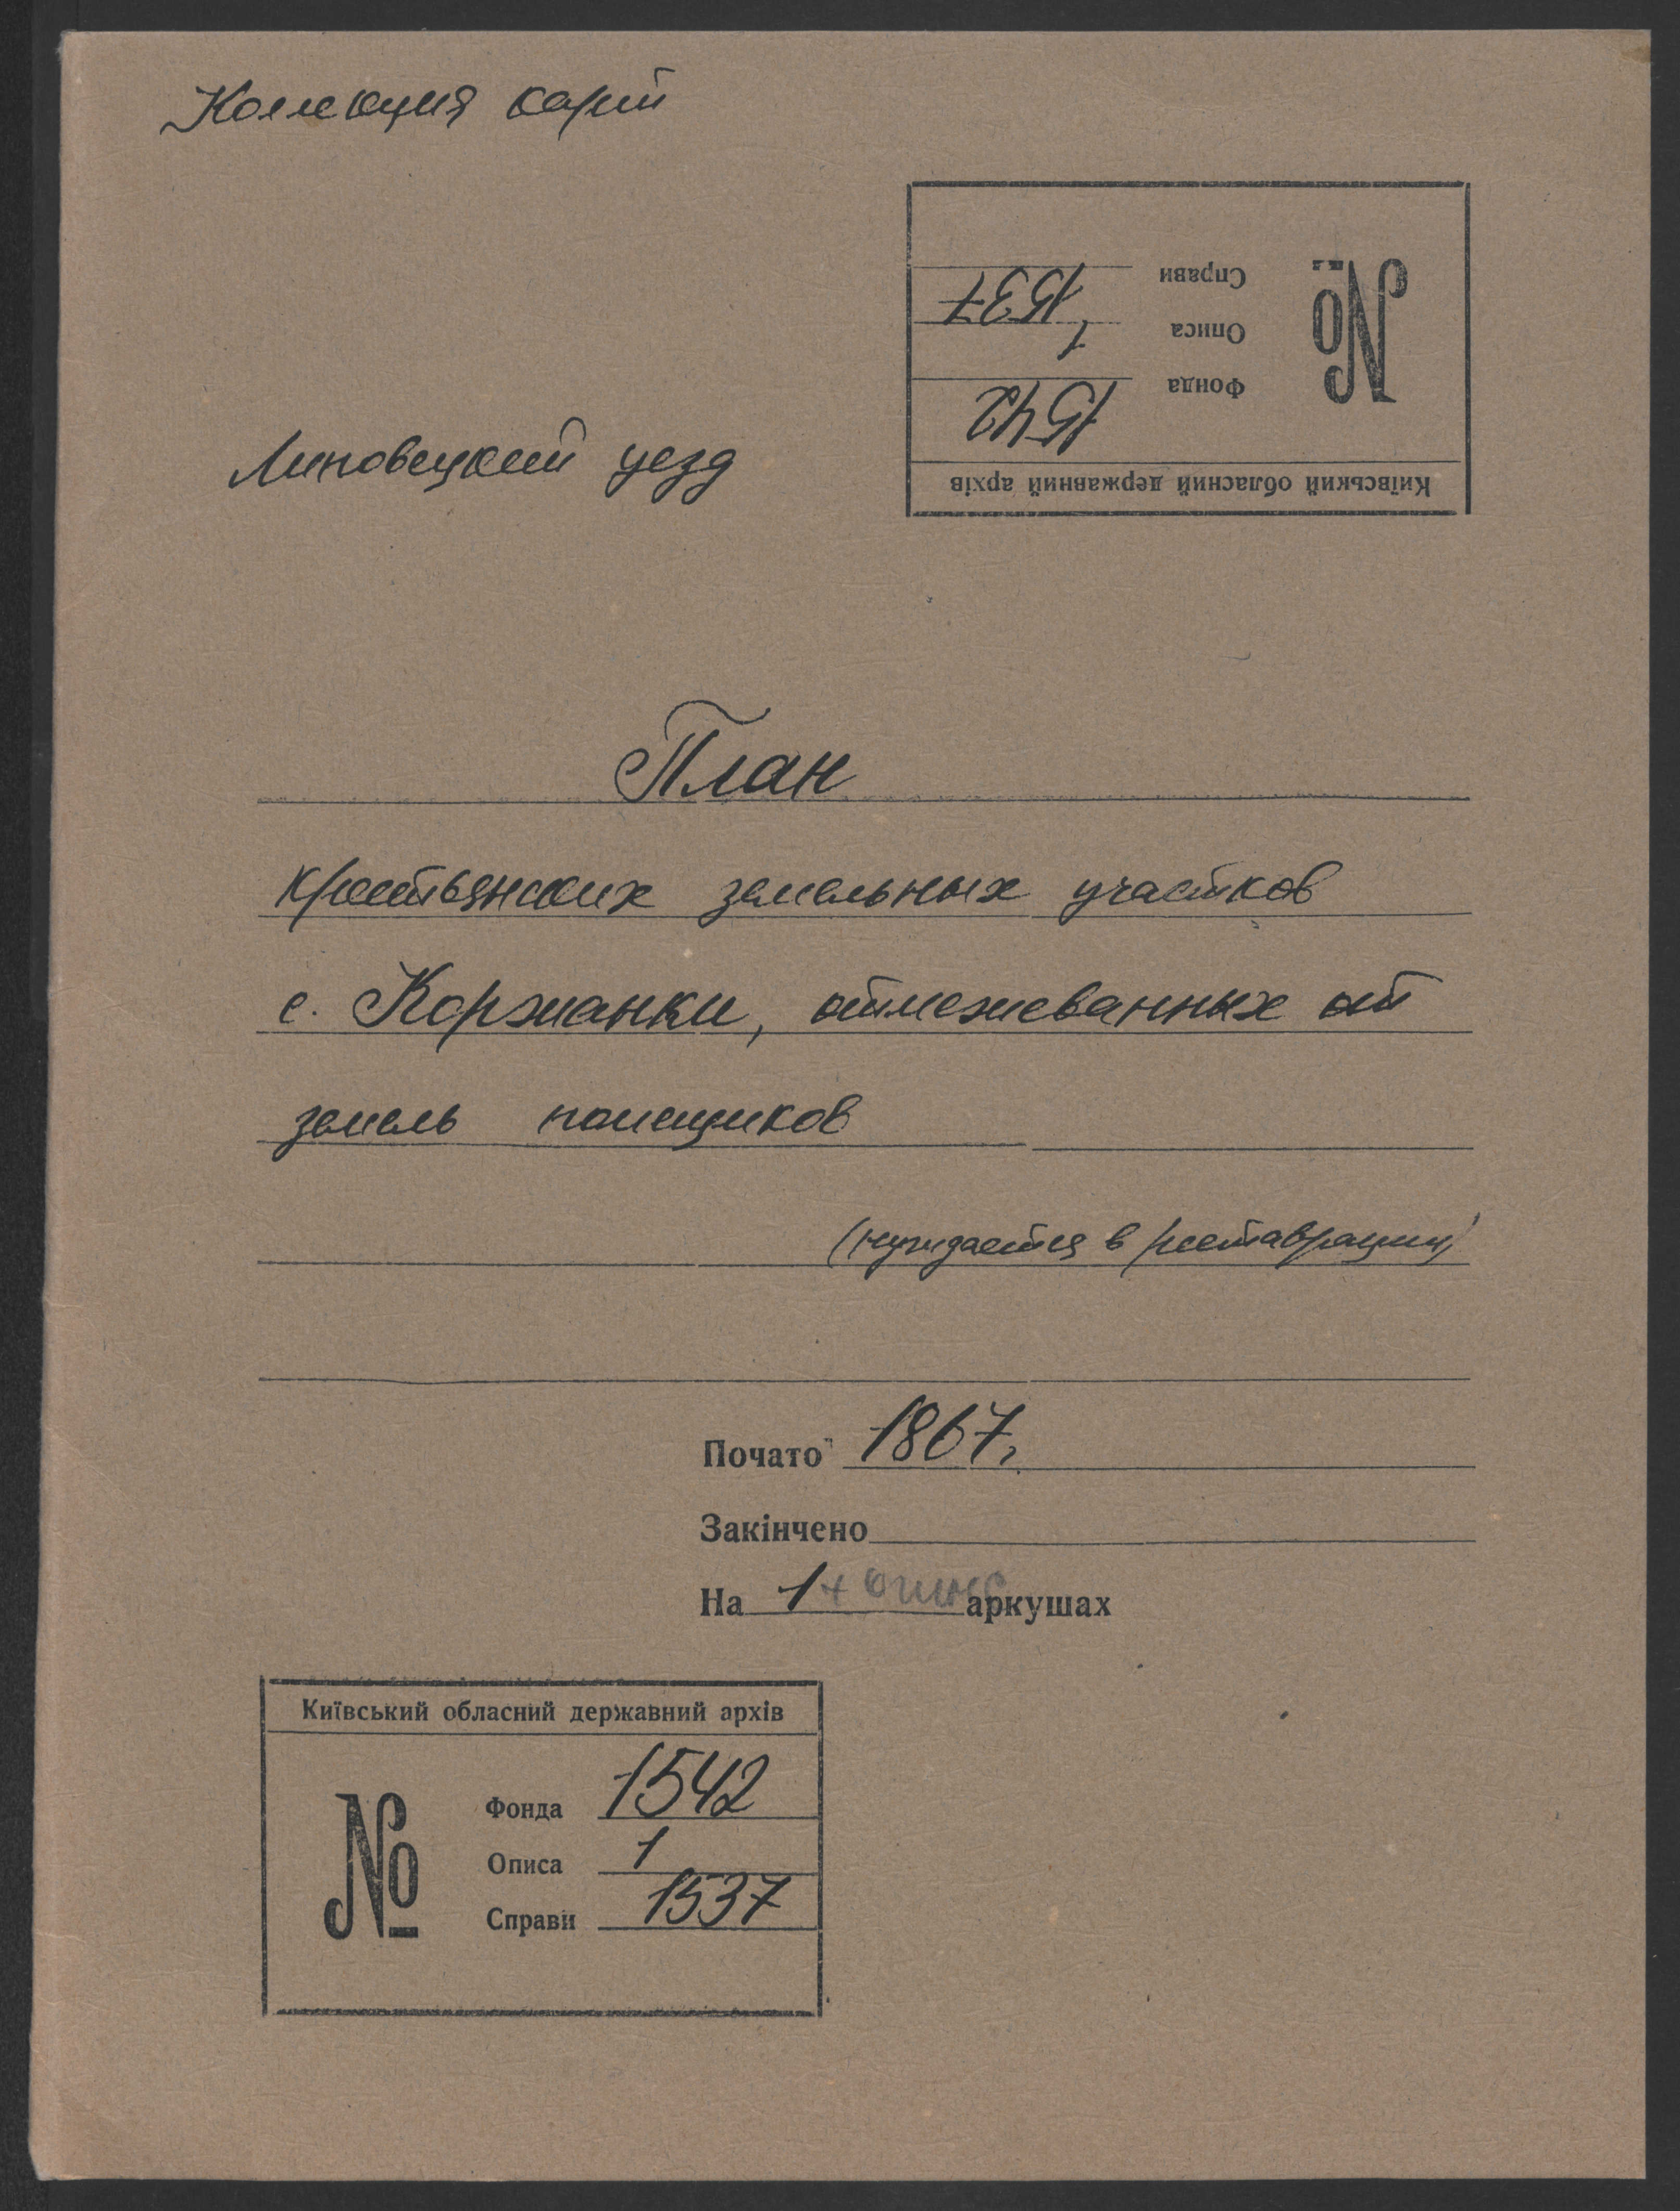 Коллекция карт
Справи 1537
Описа 1
Фонда 1542
№
Київський обласний державний архів
Липовецкий уезд
План
крестьянских земельных участков
с. Коржанки, отмежеванных от
земель помещиков
(нуждается в реставрации)
Почато 1867.
Закінчено
На 1 + опис аркушах
Київський обласний державний архів
№
Фонда 1542
Описа 1
Справи 1537